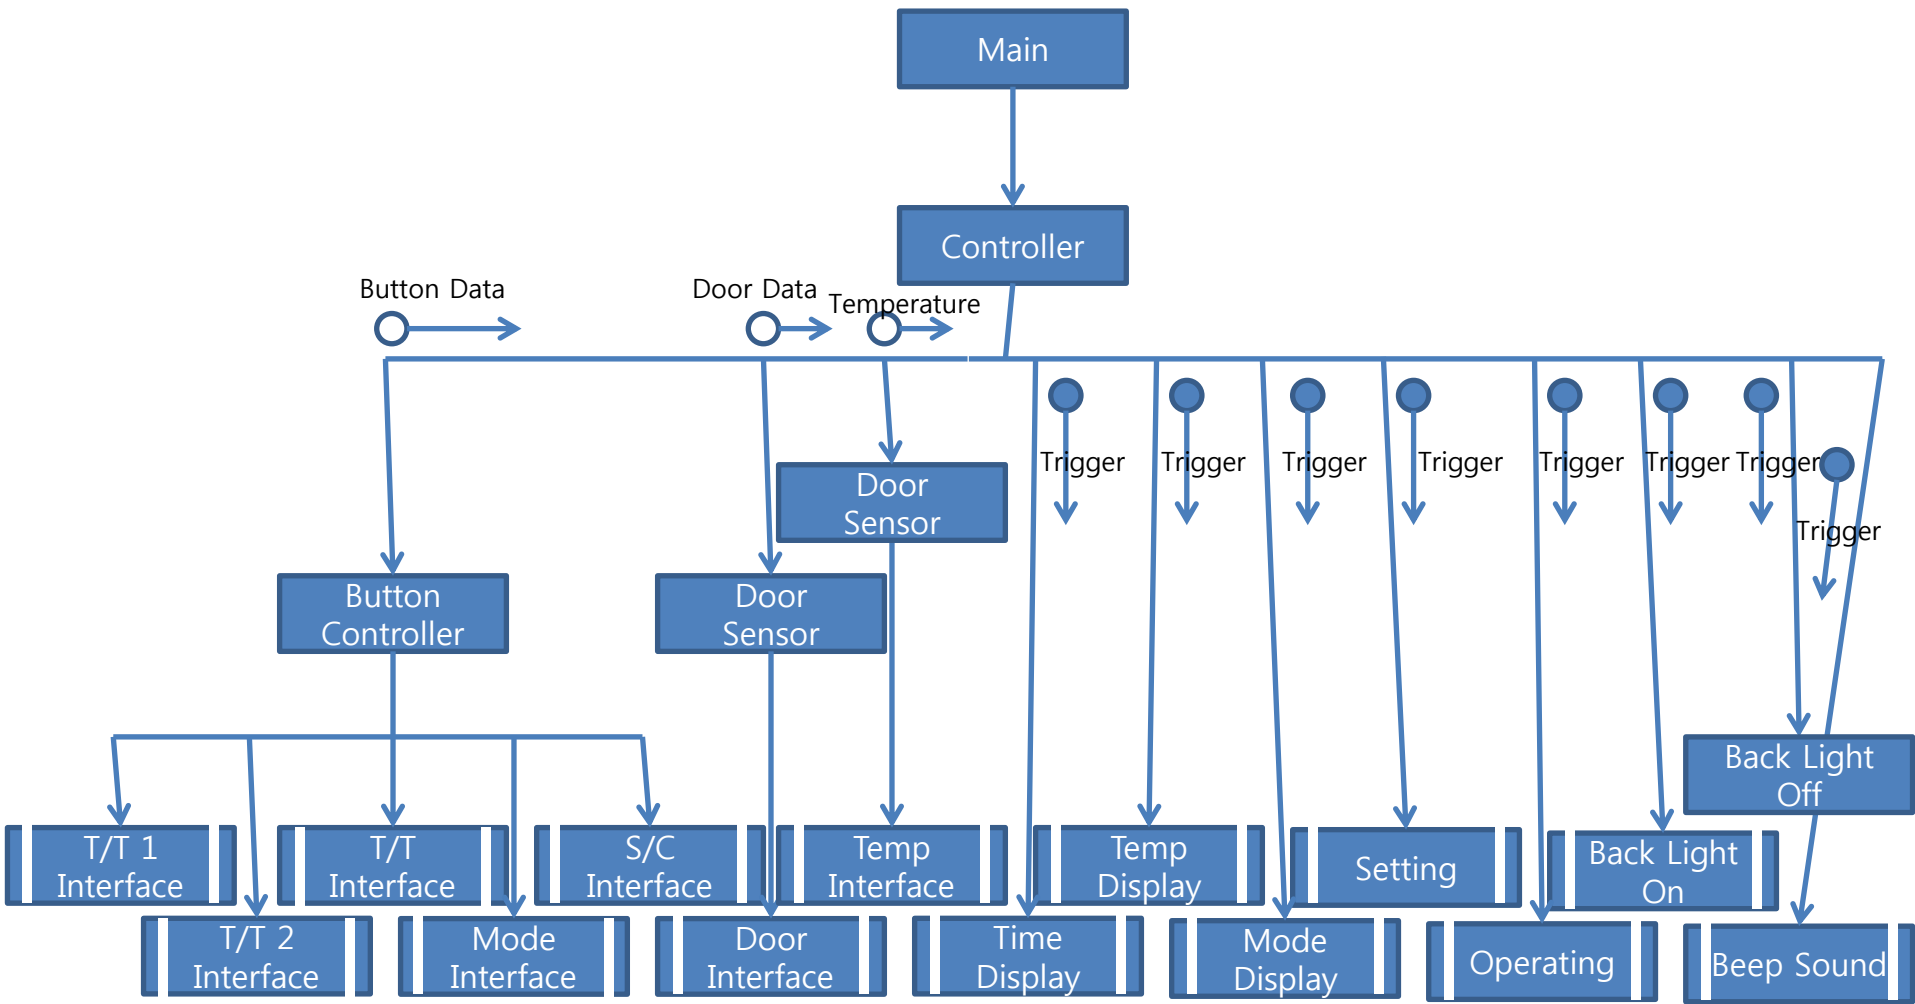 Main
Controller
Button Data
Door Data
Temperature
Trigger
Trigger
Trigger
Trigger
Trigger
Trigger
Trigger
Trigger
Door
Sensor
Button
Controller
Door
Sensor
Back Light
Off
T/T 1
Interface
T/T
Interface
S/C
Interface
Temp
Interface
Temp
Display
Setting
Back Light
On
T/T 2
Interface
Mode
Interface
Door
Interface
Time
Display
Mode
Display
Operating
Beep Sound